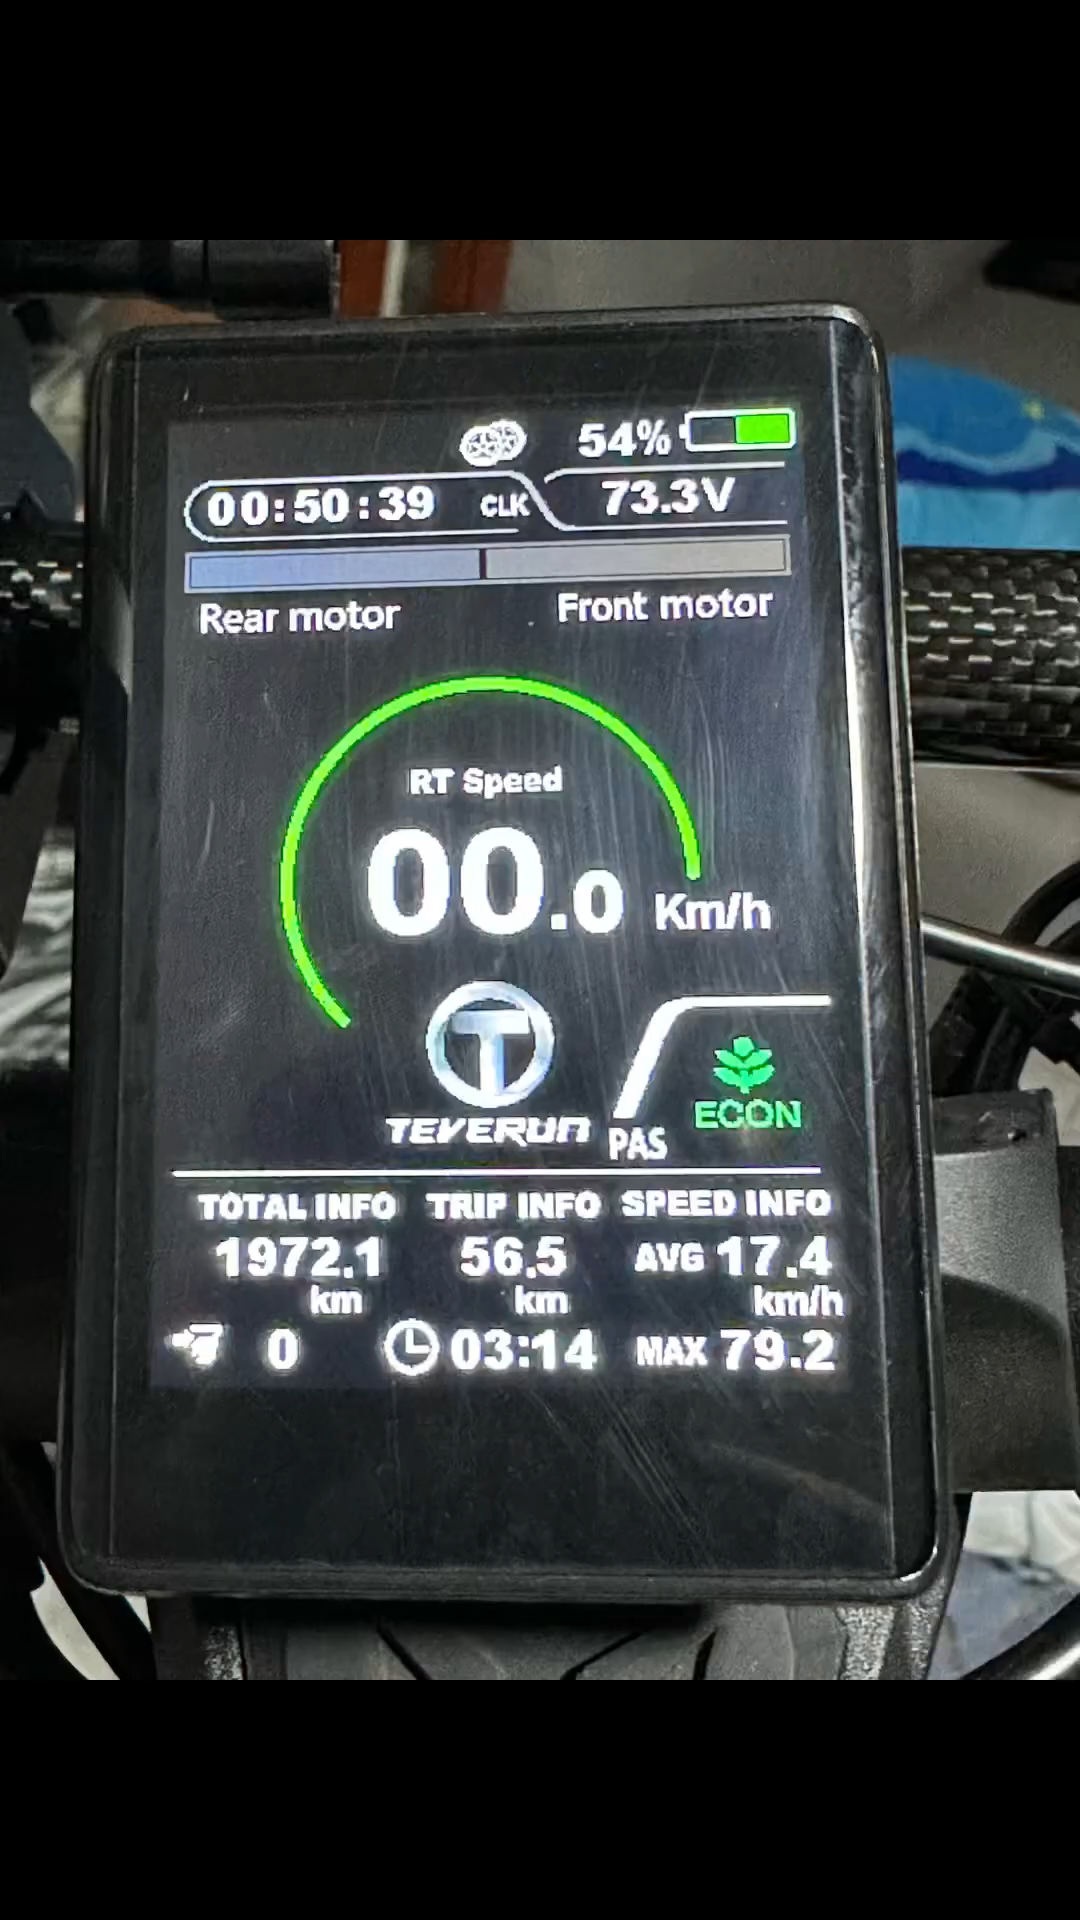 54%
00:50:39 CLK 73.3V
Rear motor Front motor
RT Speed
00.0 Km/h
TEVERUN PAS ECON
TOTAL INFO TRIP INFO SPEED INFO
1972.1 56.5 AVG 17.4
km km km/h
0 03:14 MAX 79.2